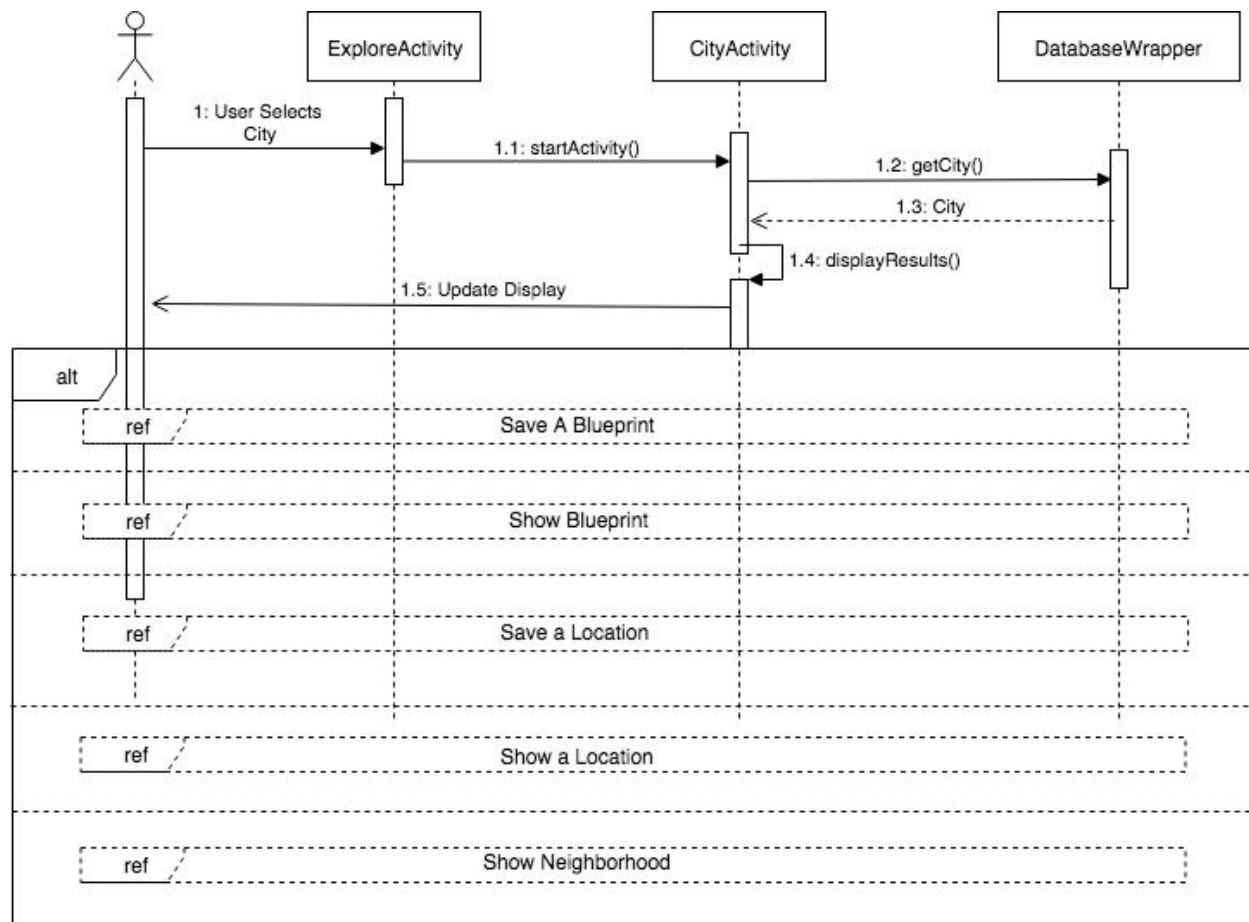 ExploreActivity
CityActivity
DatabaseWrapper
1: User Selects
City
1.1: startActivity()
1.2: getCity()
1.3: City
1.4: displayResults()
1.5: Update Display
alt
ref
Save A Blueprint
ref
Show Blueprint
ref
Save a Location
ref
Show a Location
ref
Show Neighborhood